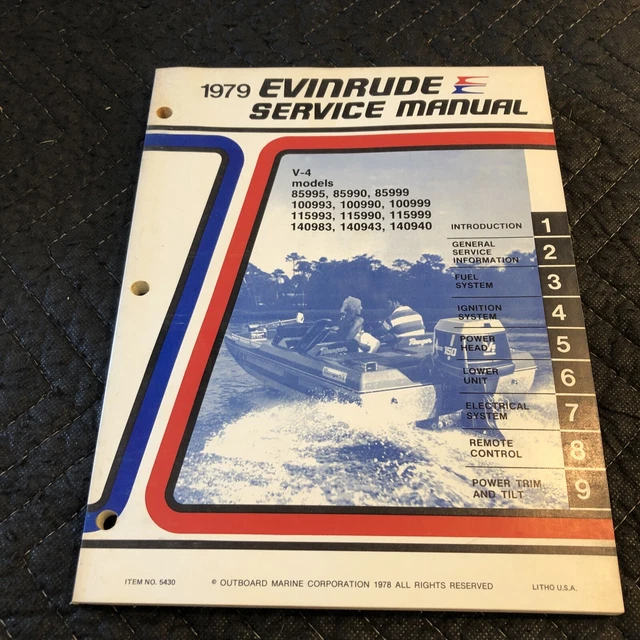 1979 EVINRUDE
SERVICE MANUAL
V-4
models
85995, 85990, 85999
100993, 100990, 100999
115993, 115990, 115999
140983, 140943, 140940
INTRODUCTION 1
GENERAL
SERVICE
INFORMATION 2
FUEL
SYSTEM 3
IGNITION
SYSTEM 4
POWER
HEAD 5
LOWER
UNIT 6
ELECTRICAL
SYSTEM 7
REMOTE
CONTROL 8
POWER TRIM
AND TILT 9
150
ITEM NO. 5430
© OUTBOARD MARINE CORPORATION 1978 ALL RIGHTS RESERVED
LITHO U.S.A.